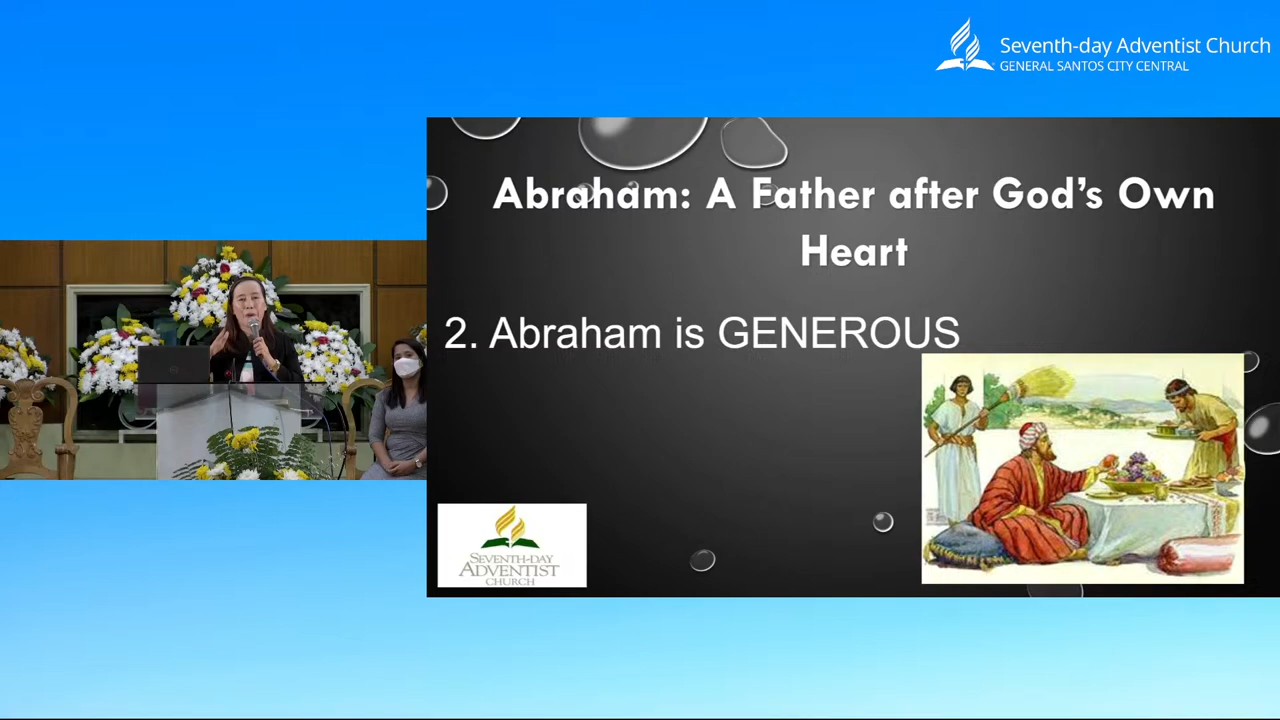 Seventh-day Adventist Church
GENERAL SANTOS CITY CENTRAL
Abraham: A Father after God’s Own
Heart
2. Abraham is GENEROUS
SEVENTH-DAY
ADVENTIST
CHURCH